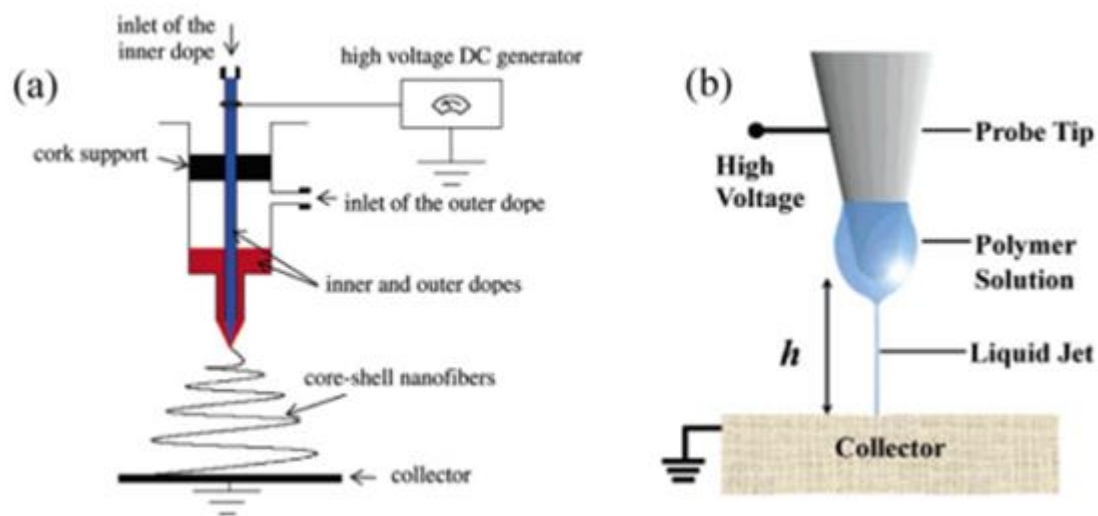 (a)
inlet of the
inner dope
high voltage DC generator
cork support
inlet of the outer dope
inner and outer dopes
core-shell nanofibers
collector
(b)
Probe Tip
High
Voltage
Polymer
Solution
h
Liquid Jet
Collector